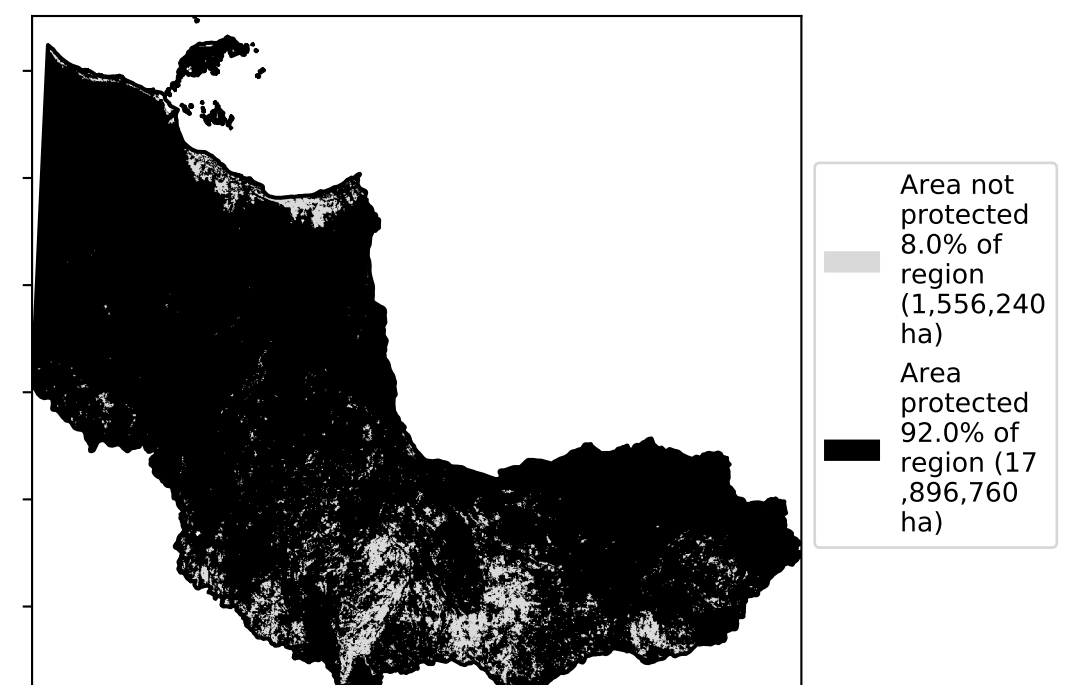 Area not
protected
8.0% of
region
(1,556,240
ha)
Area
protected
92.0% of
region (17
,896,760
ha)